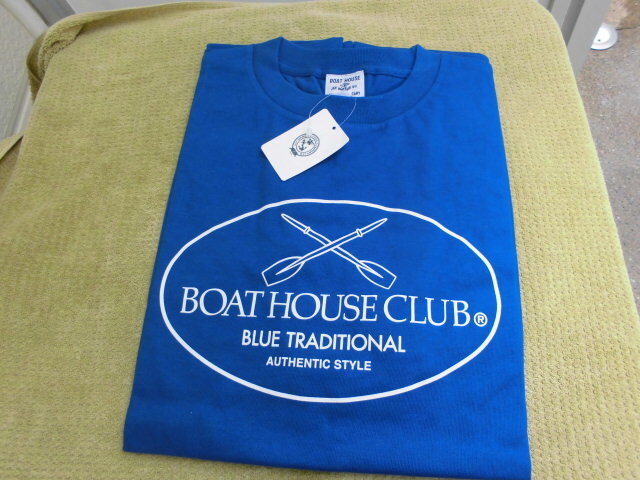 BOAT HOUSE
BOAT HOUSE CLUB®
BLUE TRADITIONAL
AUTHENTIC STYLE